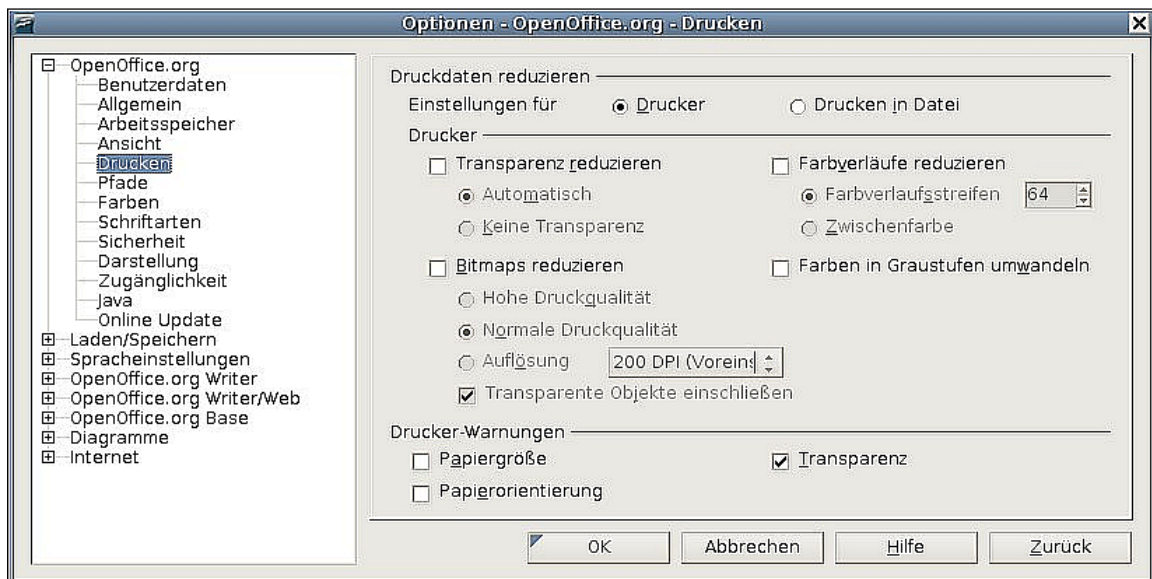 Optionen - OpenOffice.org - Drucken
OpenOffice.org
Benutzerdaten
Allgemein
Arbeitsspeicher
Ansicht
Drucken
Pfade
Farben
Schriftarten
Sicherheit
Darstellung
Zugänglichkeit
Java
Online Update
Laden/Speichern
Spracheinstellungen
OpenOffice.org Writer
OpenOffice.org Writer/Web
OpenOffice.org Base
Diagramme
Internet
Druckdaten reduzieren
Einstellungen für Drucker Drucken in Datei
Drucker
Transparenz reduzieren Farbverläufe reduzieren
Automatisch Farbverlaufsstreifen 64
Keine Transparenz Zwischenfarbe
Bitmaps reduzieren Farben in Graustufen umwandeln
Hohe Druckqualität
Normale Druckqualität
Auflösung 200 DPI (Voreins
Transparente Objekte einschließen
Drucker-Warnungen
Papiergröße Transparenz
Papierorientierung
OK Abbrechen Hilfe Zurück